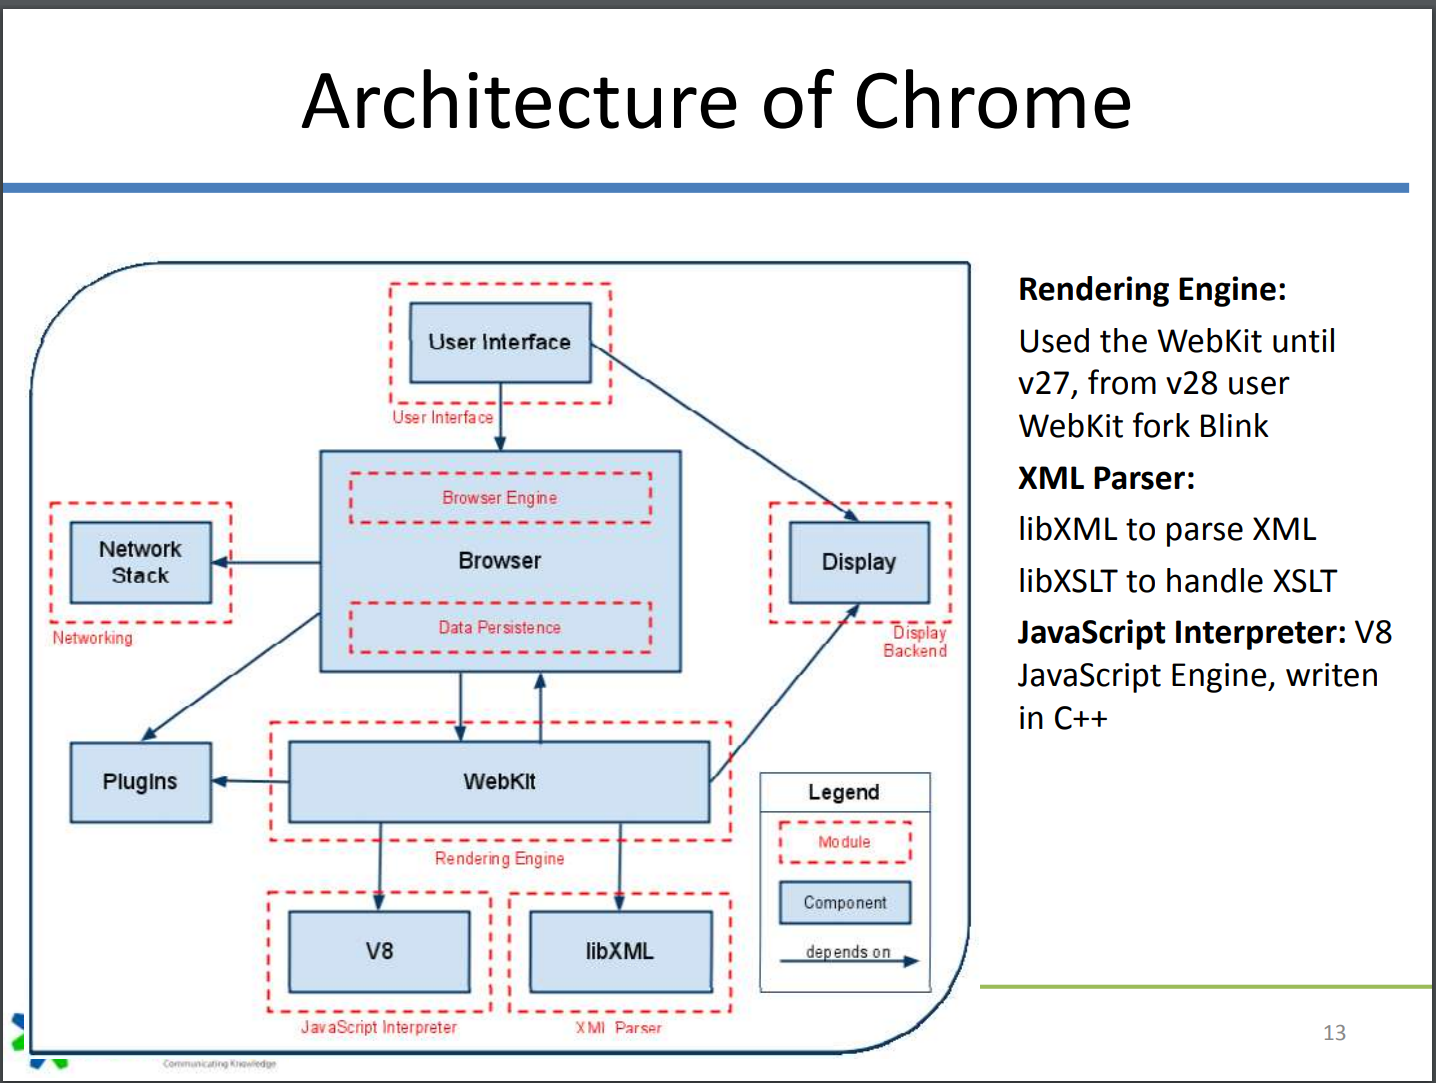 Architecture of Chrome
User Interface
User Interface
Browser Engine
Browser
Data Persistence
Network
Stack
Networking
Display
Display
Backend
PlugIns
WebKit
Rendering Engine
V8
JavaScript Interpreter
libXML
XML Parser
Legend
Module
Component
depends on
Rendering Engine:
Used the WebKit until
v27, from v28 user
WebKit fork Blink
XML Parser:
libXML to parse XML
libXSLT to handle XSLT
JavaScript Interpreter: V8
JavaScript Engine, writen
in C++
Communicating Knowledge
13